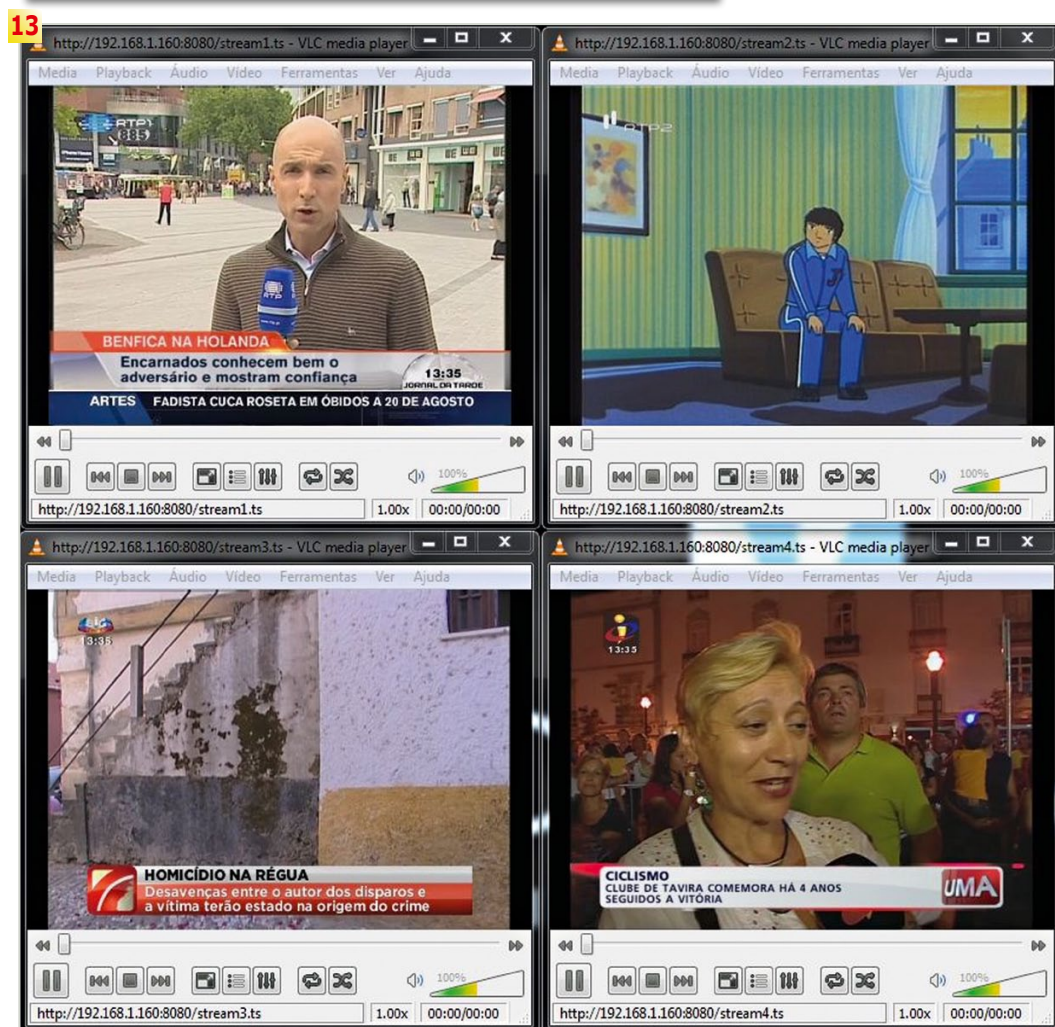 13
http://192.168.1.160:8080/stream1.ts - VLC media player
Media Playback Áudio Vídeo Ferramentas Ver Ajuda
RTP1
885
RTP
BENFICA NA HOLANDA
Encarnados conhecem bem o
adversário e mostram confiança
13:35
JORNAL DA TARDE
ARTES FADISTA CUCA ROSETA EM ÓBIDOS A 20 DE AGOSTO
100%
http://192.168.1.160:8080/stream1.ts 1.00x 00:00/00:00
http://192.168.1.160:8080/stream2.ts - VLC media player
Media Playback Áudio Vídeo Ferramentas Ver Ajuda
RTP2
100%
http://192.168.1.160:8080/stream2.ts 1.00x 00:00/00:00
http://192.168.1.160:8080/stream3.ts - VLC media player
Media Playback Áudio Vídeo Ferramentas Ver Ajuda
SIC
13:35
HOMICÍDIO NA RÉGUA
Desavenças entre o autor dos disparos e
a vítima terão estado na origem do crime
100%
http://192.168.1.160:8080/stream3.ts 1.00x 00:00/00:00
http://192.168.1.160:8080/stream4.ts - VLC media player
Media Playback Áudio Vídeo Ferramentas Ver Ajuda
13:35
CICLISMO
CLUBE DE TAVIRA COMEMORA HÁ 4 ANOS
SEGUIDOS A VITÓRIA
UMA
100%
http://192.168.1.160:8080/stream4.ts 1.00x 00:00/00:00